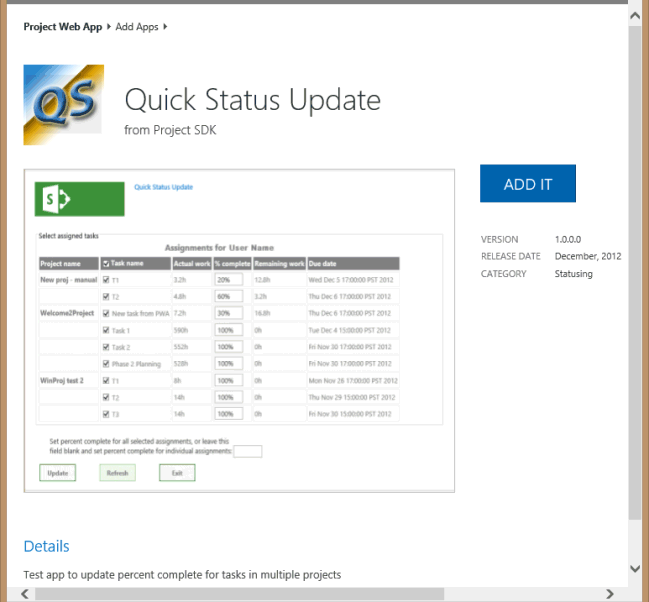 Project Web App ▸ Add Apps ▸
QS
Quick Status Update
from Project SDK
S
Quick Status Update
ADD IT
Select assigned tasks
Assignments for User Name
Project name Task name Actual work % complete Remaining work Due date
New proj - manual T1 3.2h 20% 12.8h Wed Dec 5 17:00:00 PST 2012
T2 4.8h 60% 3.2h Thu Dec 6 17:00:00 PST 2012
Welcome2Project New task from PWA 7.2h 30% 16.8h Thu Dec 6 17:00:00 PST 2012
Task 1 590h 100% 0h Tue Dec 4 15:00:00 PST 2012
Task 2 552h 100% 0h Fri Nov 30 17:00:00 PST 2012
Phase 2 Planning 528h 100% 0h Fri Nov 30 17:00:00 PST 2012
WinProj test 2 T1 8h 100% 0h Mon Nov 26 17:00:00 PST 2012
T2 14h 100% 0h Thu Nov 29 15:00:00 PST 2012
T3 14h 100% 0h Fri Nov 30 15:00:00 PST 2012
Set percent complete for all selected assignments, or leave this
field blank and set percent complete for individual assignments:
Update Refresh Exit
VERSION 1.0.0.0
RELEASE DATE December, 2012
CATEGORY Statusing
Details
Test app to update percent complete for tasks in multiple projects